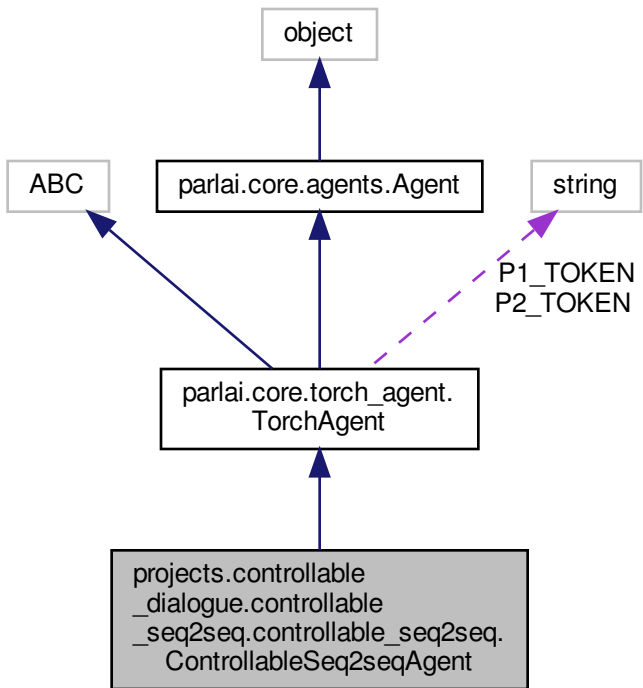 object
ABC
parlai.core.agents.Agent
string
P1_TOKEN
P2_TOKEN
parlai.core.torch_agent.
TorchAgent
projects.controllable
_dialogue.controllable
_seq2seq.controllable_seq2seq.
ControllableSeq2seqAgent